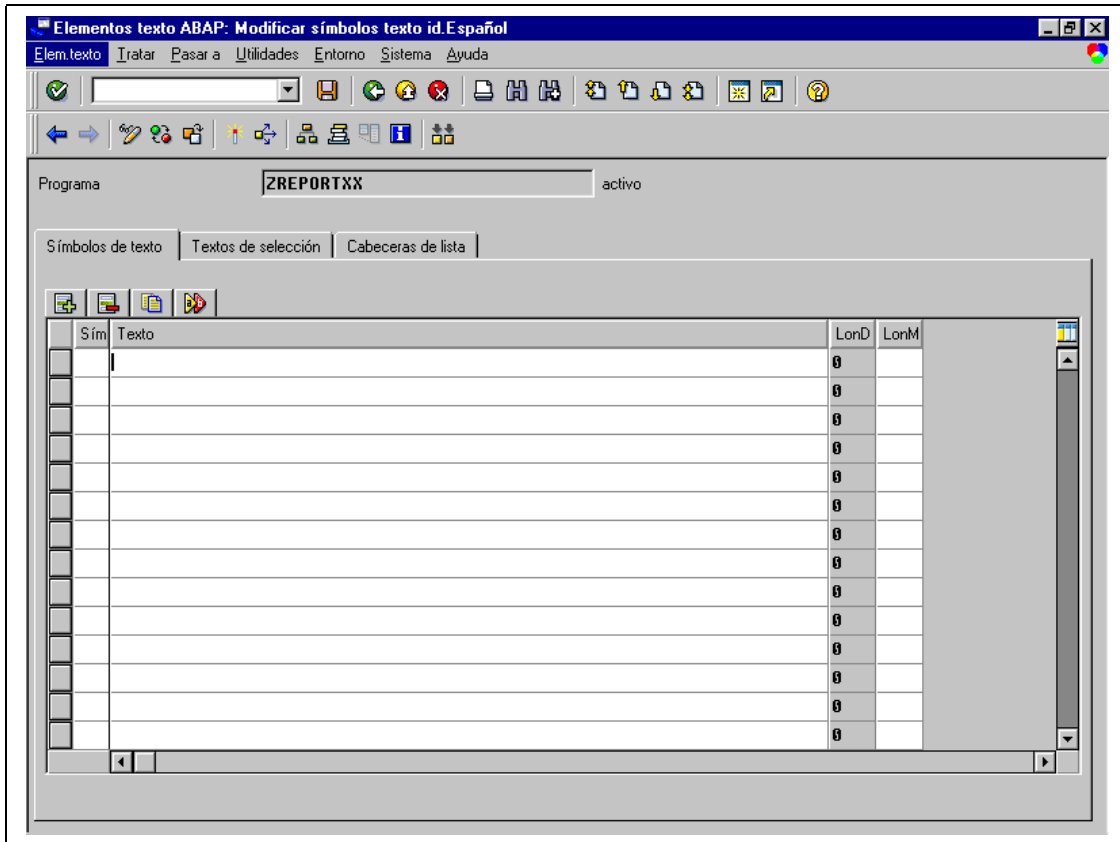 Elementos texto ABAP: Modificar símbolos texto id.Español
Elem.texto Tratar Pasar a Utilidades Entorno Sistema Ayuda
Programa ZREPORTXX activo
Símbolos de texto Textos de selección Cabeceras de lista
Sím Texto LonD LonM
0
0
0
0
0
0
0
0
0
0
0
0
0
0